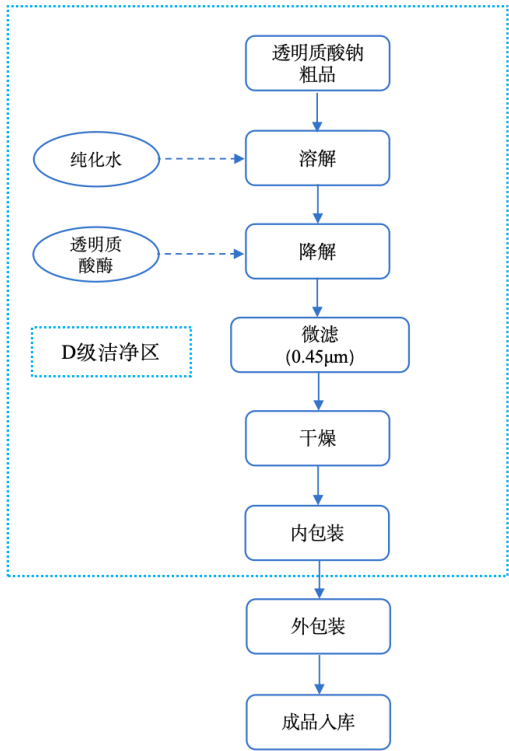 透明质酸钠
粗品
纯化水
溶解
透明质
酸酶
降解
微滤
(0.45μm)
D级洁净区
干燥
内包装
外包装
成品入库